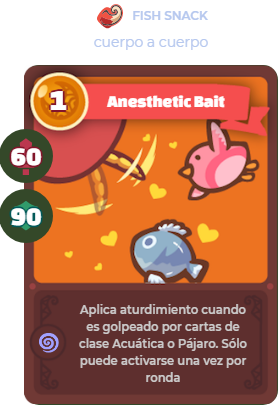 FISH SNACK
cuerpo a cuerpo
1
Anesthetic Bait
60
90
Aplica aturdimiento cuando
es golpeado por cartas de
clase Acuática o Pájaro. Sólo
puede activarse una vez por
ronda